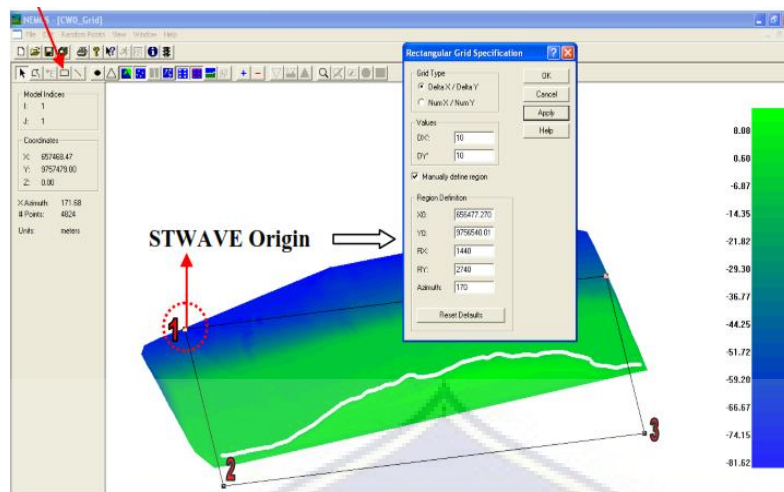 NEMOS - [CWO_Grid]
File Edit Random Points View Window Help
Model Indices
I: 1
J: 1
Coordinates
X: 657468.47
Y: 9757479.00
Z: 0.00
X Azimuth: 171.68
# Points: 4824
Units: meters
STWAVE Origin
1
2
3
Rectangular Grid Specification
Grid Type
Delta X / Delta Y
Num X / Num Y
Values
DX: 10
DY: 10
Manually define region
Region Definition
X0: 656477.270
Y0: 9756540.01
RX: 1440
RY: 2740
Azimuth: 170
Reset Defaults
OK
Cancel
Apply
Help
8.08
0.60
-6.87
-14.35
-21.82
-29.30
-36.77
-44.25
-51.72
-59.20
-66.67
-74.15
-81.62